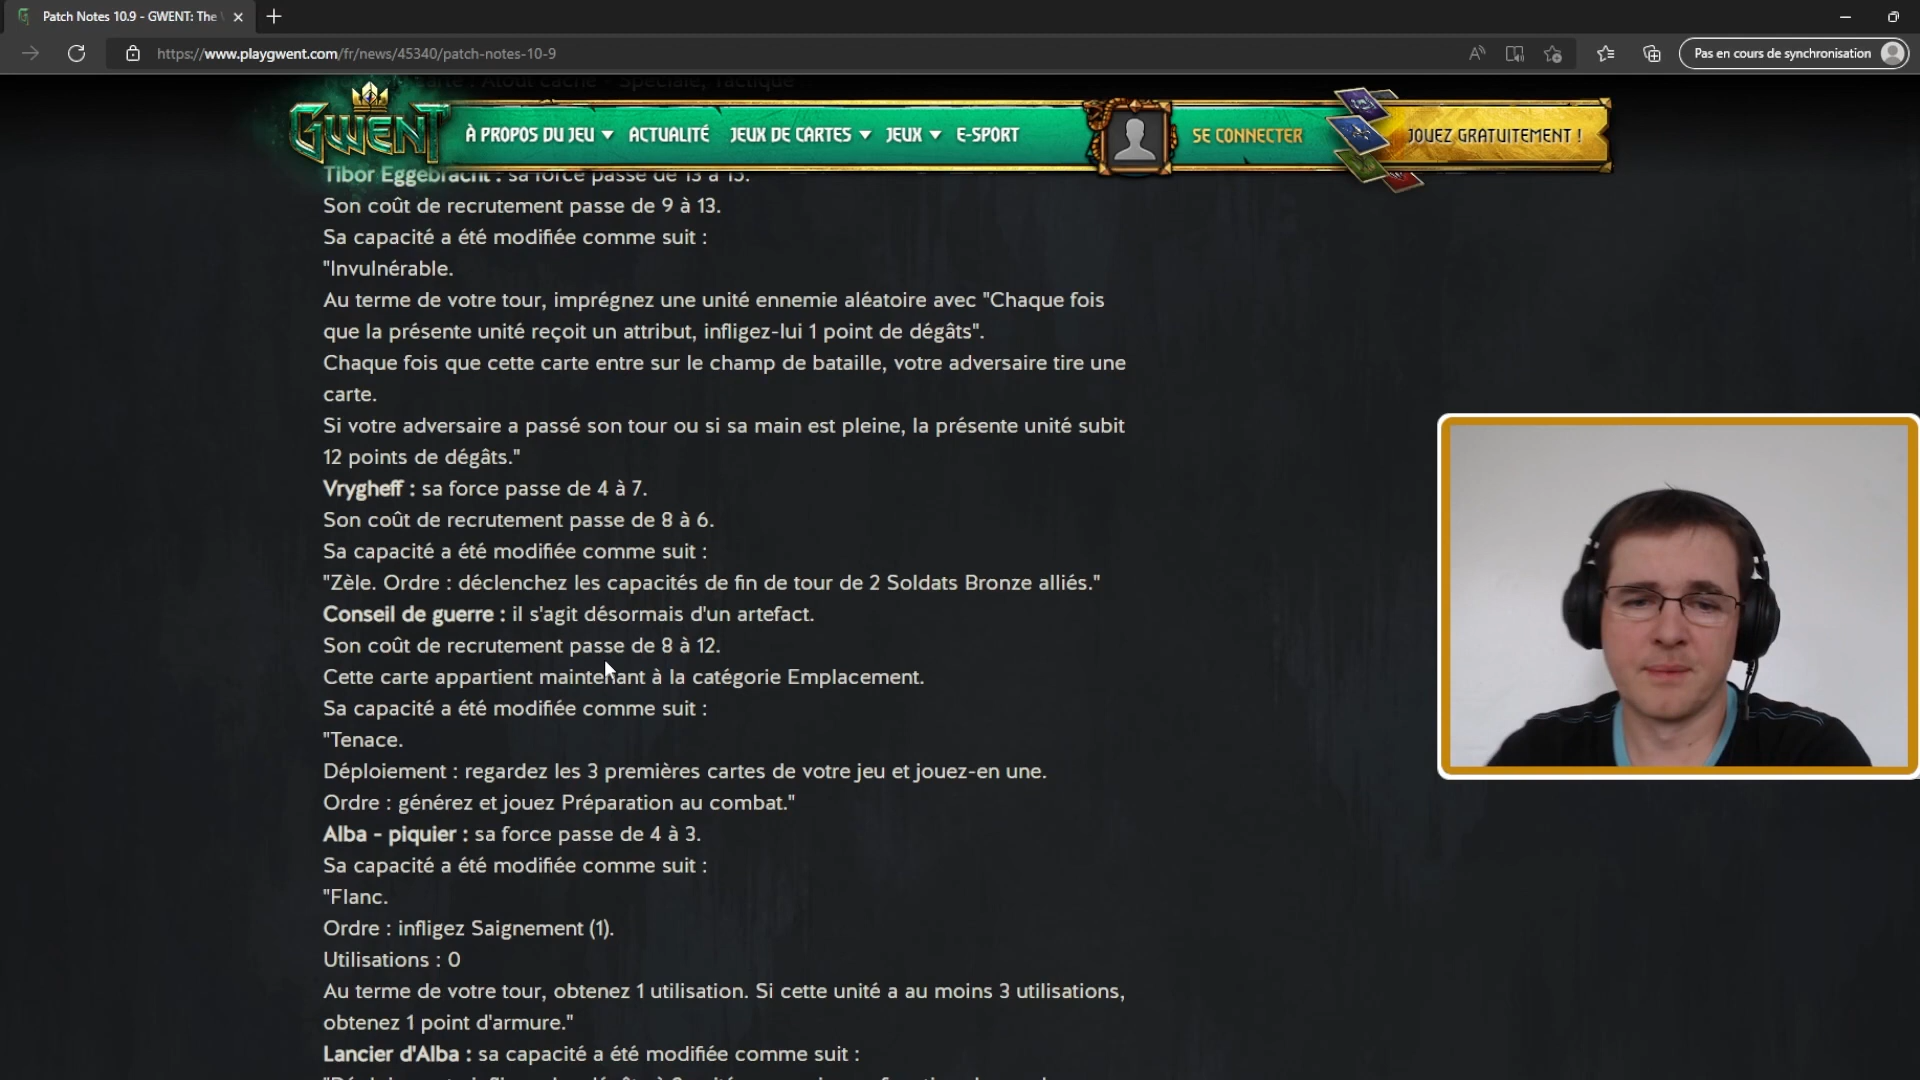 Patch Notes 10.9 - GWENT: The
https://www.playgwent.com/fr/news/45340/patch-notes-10-9
Pas en cours de synchronisation
GWENT
À PROPOS DU JEU
ACTUALITÉ
JEUX DE CARTES
JEUX
E-SPORT
SE CONNECTER
JOUEZ GRATUITEMENT !
Tibor Eggebracht : sa force passe de 13 à 15.
Son coût de recrutement passe de 9 à 13.
Sa capacité a été modifiée comme suit :
"Invulnérable.
Au terme de votre tour, imprégnez une unité ennemie aléatoire avec "Chaque fois
que la présente unité reçoit un attribut, infligez-lui 1 point de dégâts".
Chaque fois que cette carte entre sur le champ de bataille, votre adversaire tire une
carte.
Si votre adversaire a passé son tour ou si sa main est pleine, la présente unité subit
12 points de dégâts."
Vrygheff : sa force passe de 4 à 7.
Son coût de recrutement passe de 8 à 6.
Sa capacité a été modifiée comme suit :
"Zèle. Ordre : déclenchez les capacités de fin de tour de 2 Soldats Bronze alliés."
Conseil de guerre : il s'agit désormais d'un artefact.
Son coût de recrutement passe de 8 à 12.
Cette carte appartient maintenant à la catégorie Emplacement.
Sa capacité a été modifiée comme suit :
"Tenace.
Déploiement : regardez les 3 premières cartes de votre jeu et jouez-en une.
Ordre : générez et jouez Préparation au combat."
Alba - piquier : sa force passe de 4 à 3.
Sa capacité a été modifiée comme suit :
"Flanc.
Ordre : infligez Saignement (1).
Utilisations : 0
Au terme de votre tour, obtenez 1 utilisation. Si cette unité a au moins 3 utilisations,
obtenez 1 point d'armure."
Lancier d'Alba : sa capacité a été modifiée comme suit :